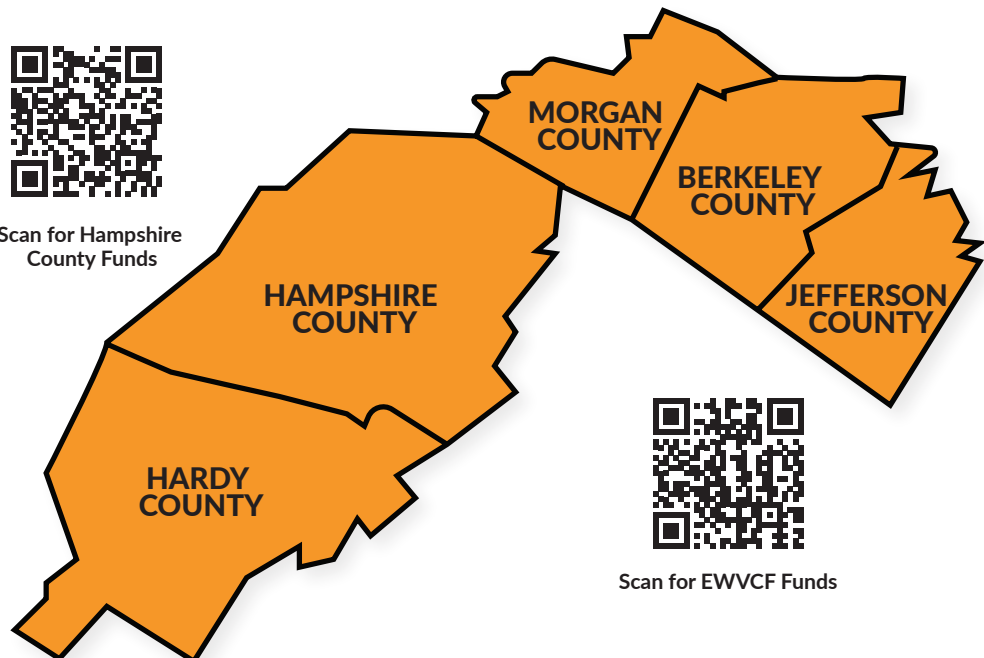 MORGAN
COUNTY
BERKELEY
COUNTY
Scan for Hampshire
County Funds
HAMPSHIRE
COUNTY
JEFFERSON
COUNTY
HARDY
COUNTY
Scan for EWVCF Funds